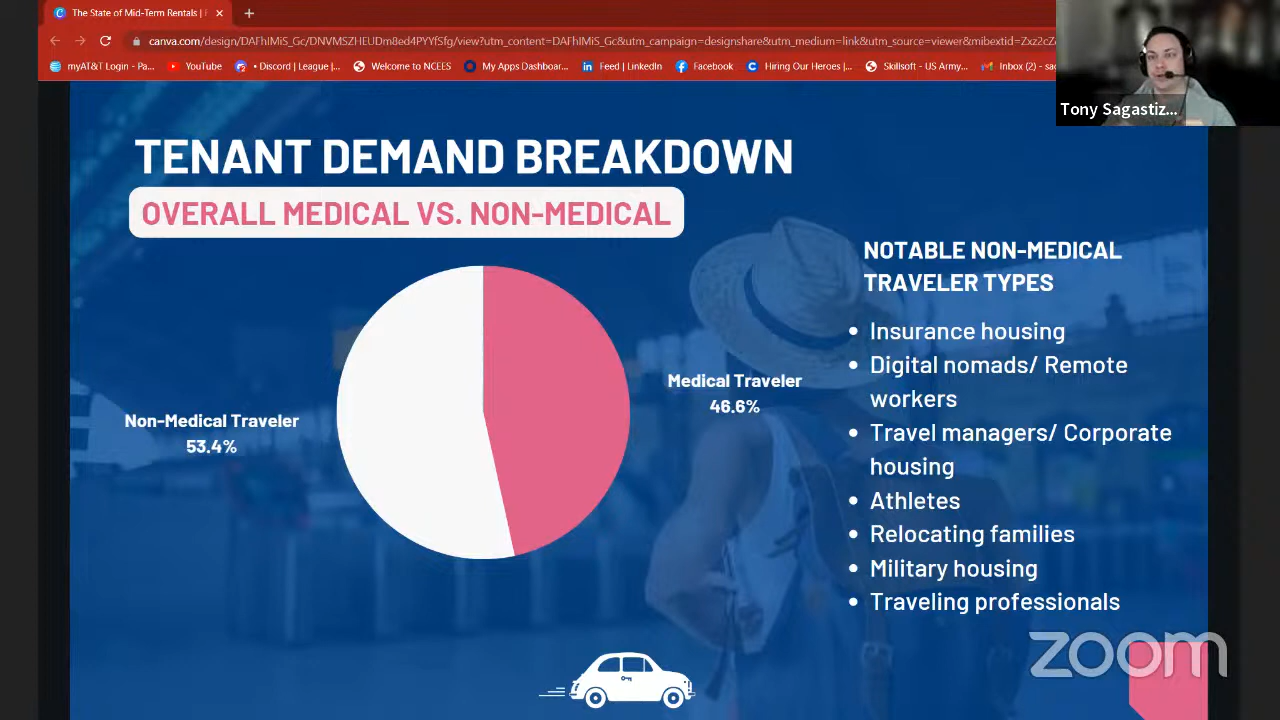 The State of Mid-Term Rentals |
canva.com/design/DAFhIMiS_Gc/DNVMSZHEUDm8ed4PYYfSfg/view?utm_content=DAFhIMiS_Gc&utm_campaign=designshare&utm_medium=link&utm_source=viewer&mibextid=Zxz2cZ
myAT&T Login - Pa...
YouTube
• Discord | League |...
Welcome to NCEES
My Apps Dashboar...
Feed | LinkedIn
Facebook
Hiring Our Heroes |...
Skillsoft - US Army...
Inbox (2) - sa
Tony Sagastiz...
TENANT DEMAND BREAKDOWN
OVERALL MEDICAL VS. NON-MEDICAL
NOTABLE NON-MEDICAL
TRAVELER TYPES
• Insurance housing
• Digital nomads/ Remote
workers
• Travel managers/ Corporate
housing
• Athletes
• Relocating families
• Military housing
• Traveling professionals
Medical Traveler
46.6%
Non-Medical Traveler
53.4%
zoom